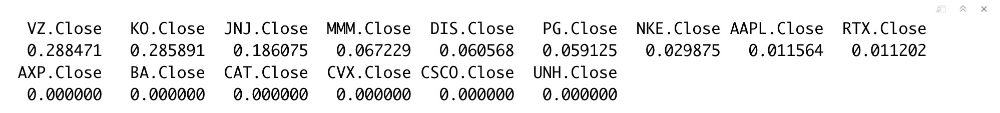 VZ.Close KO.Close JNJ.Close MMM.Close DIS.Close PG.Close NKE.Close AAPL.Close RTX.Close
0.288471 0.285891 0.186075 0.067229 0.060568 0.059125 0.029875 0.011564 0.011202
AXP.Close BA.Close CAT.Close CVX.Close CSCO.Close UNH.Close
0.000000 0.000000 0.000000 0.000000 0.000000 0.000000